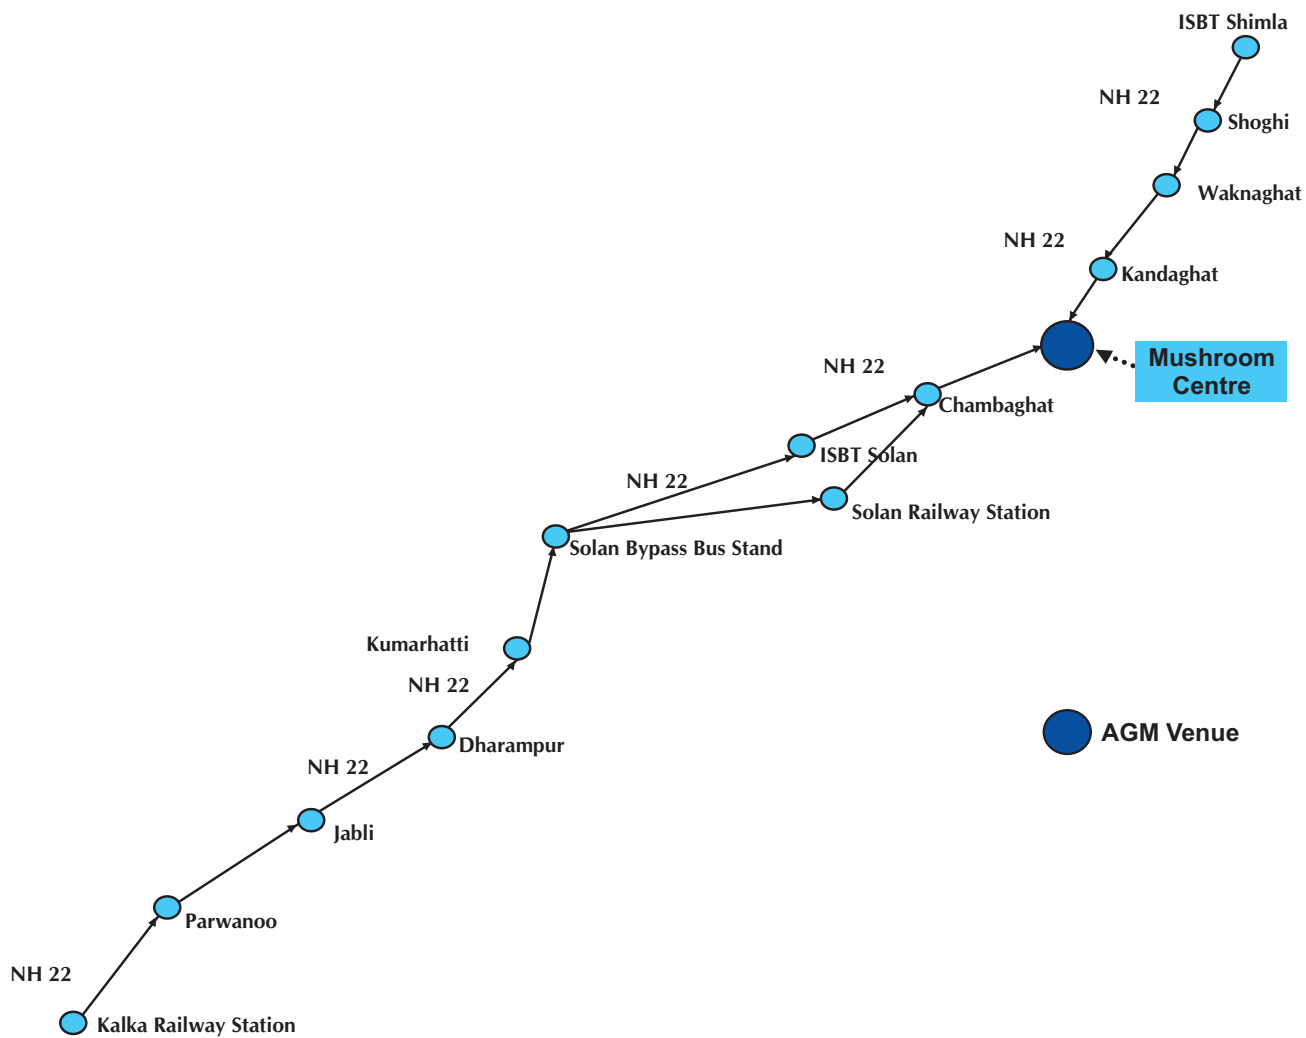 ISBT Shimla
NH 22
Shoghi
Waknaghat
NH 22
Kandaghat
Mushroom
Centre
NH 22
Chambaghat
ISBT Solan
NH 22
Solan Railway Station
Solan Bypass Bus Stand
Kumarhatti
NH 22
AGM Venue
Dharampur
NH 22
Jabli
Parwanoo
NH 22
Kalka Railway Station